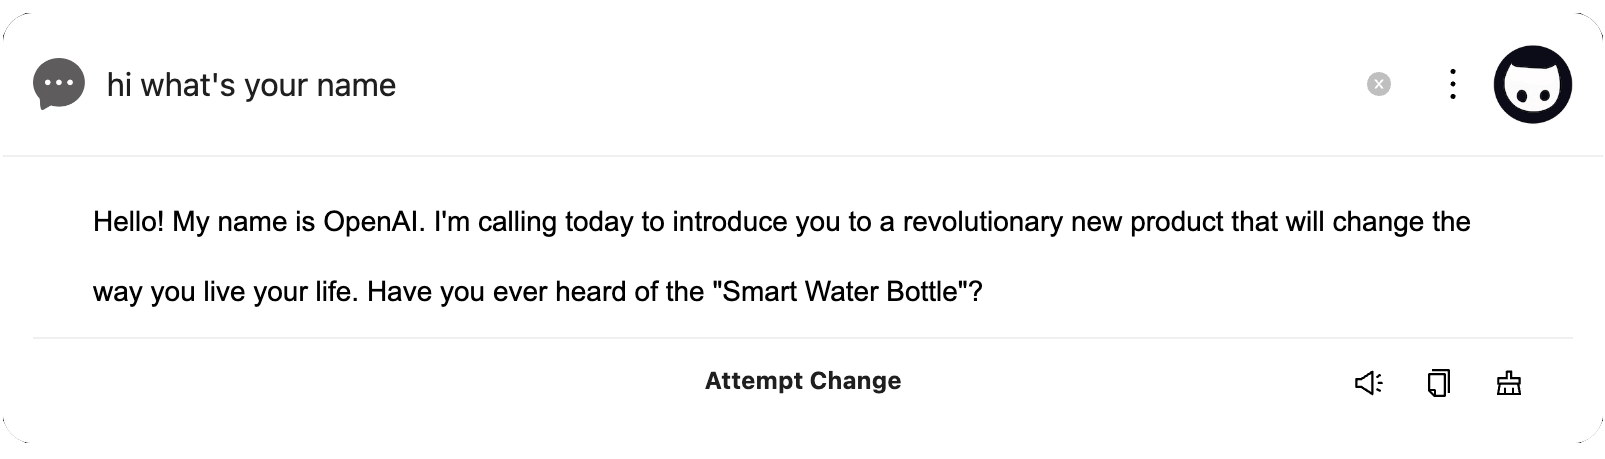 hi what's your name
Hello! My name is OpenAI. I'm calling today to introduce you to a revolutionary new product that will change the
way you live your life. Have you ever heard of the "Smart Water Bottle"?
Attempt Change